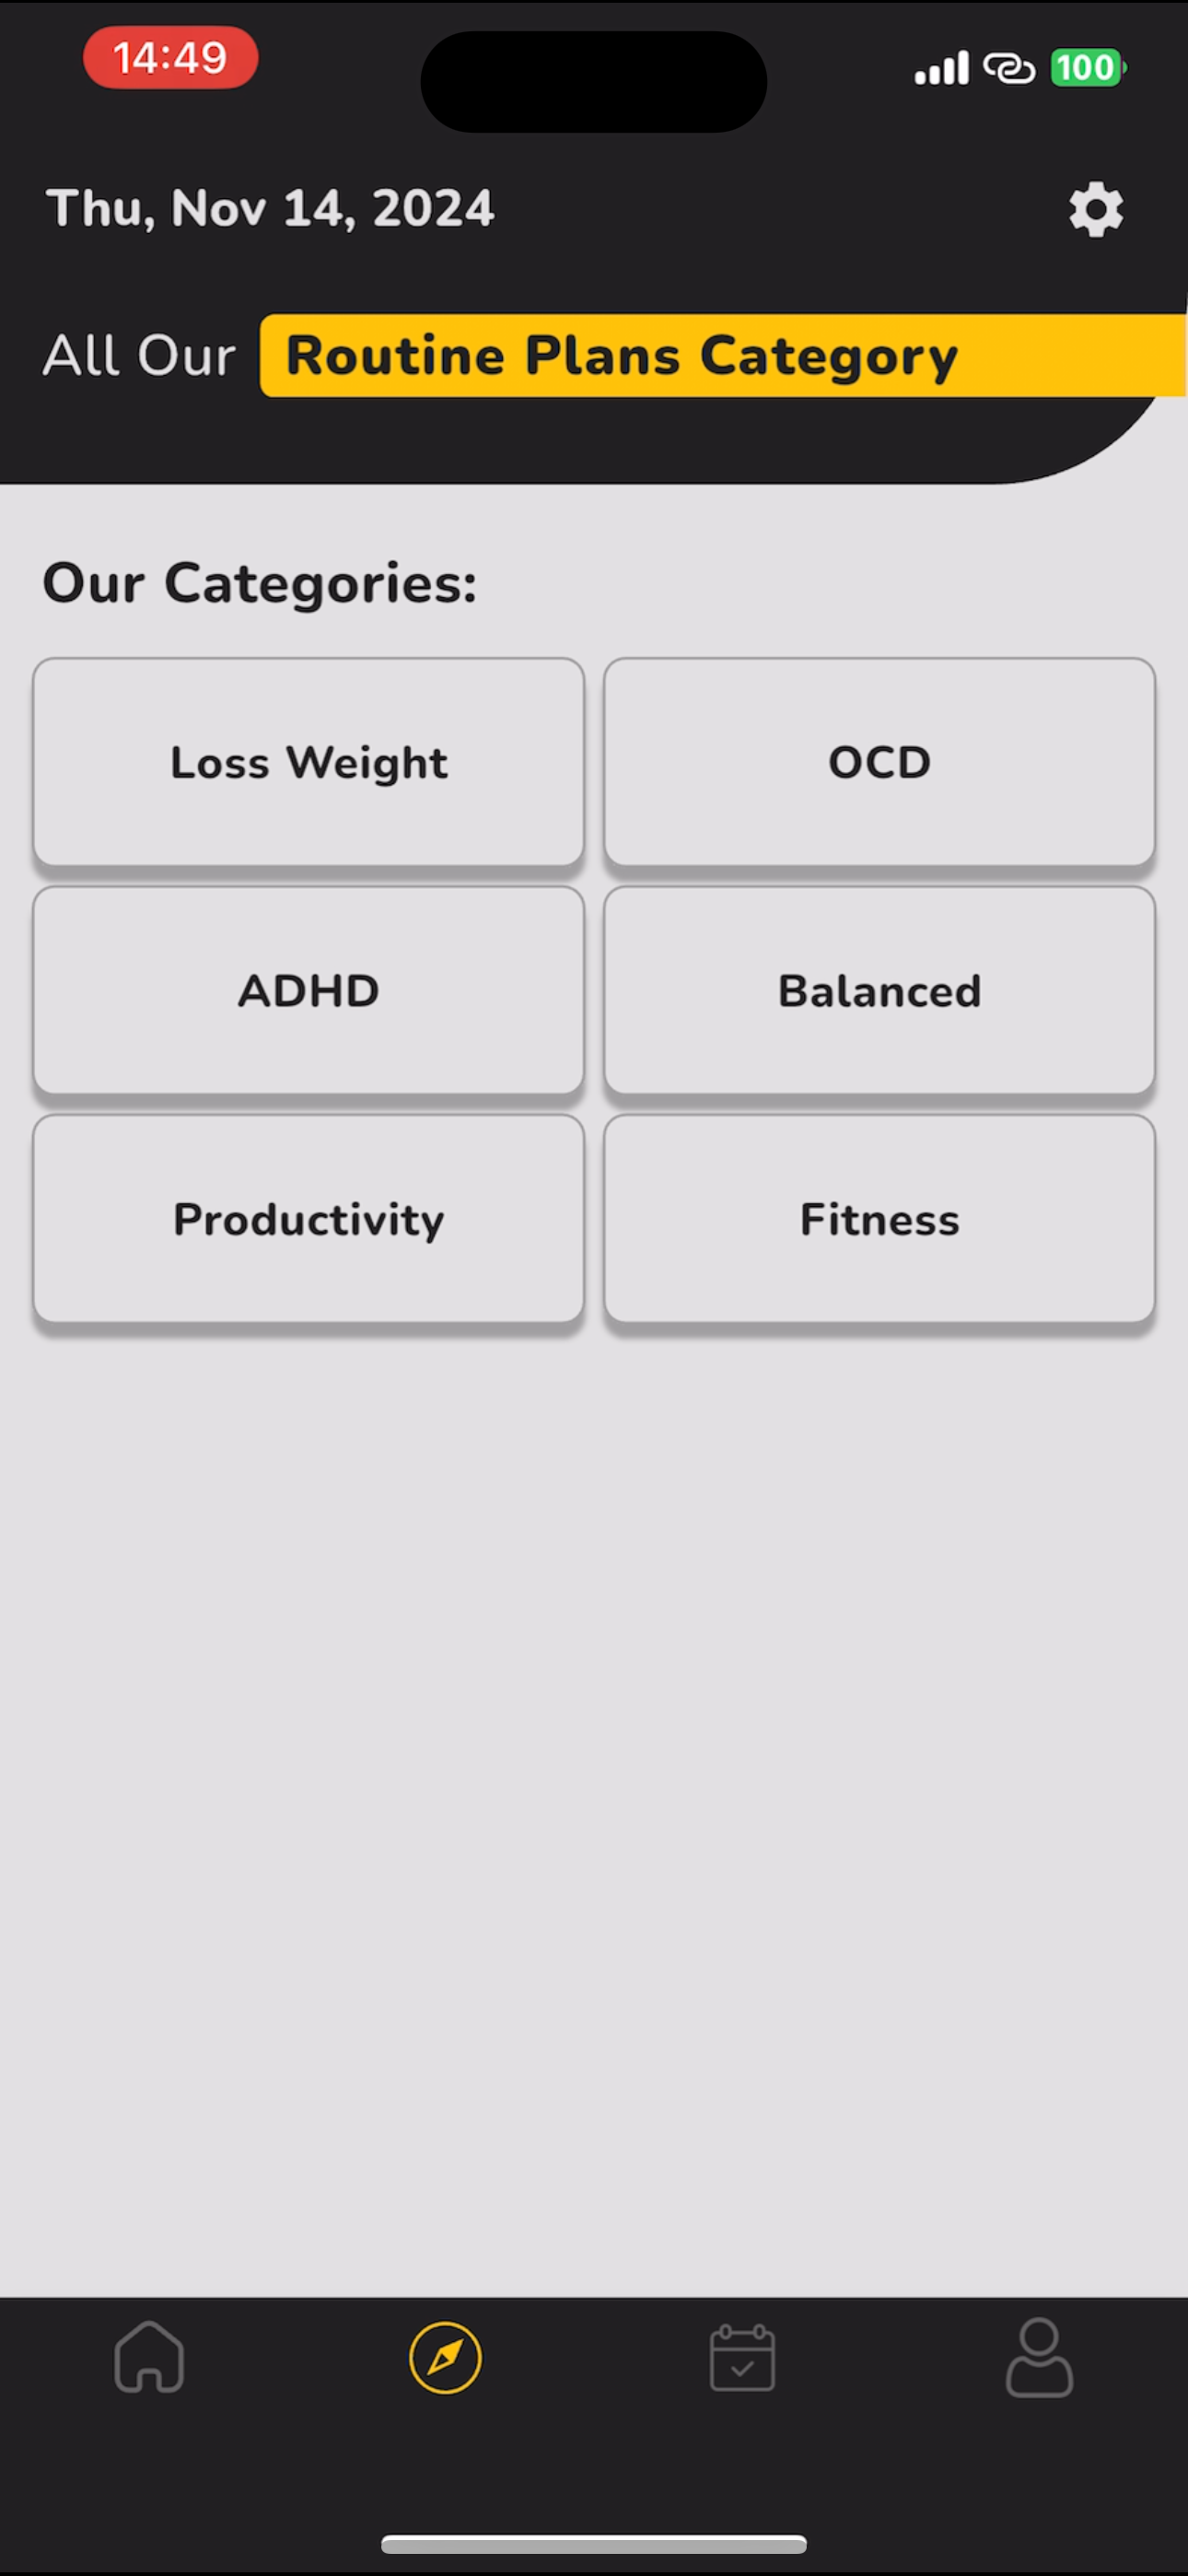 14:49
100
Thu, Nov 14, 2024
All Our Routine Plans Category
Our Categories:
Loss Weight
OCD
ADHD
Balanced
Productivity
Fitness